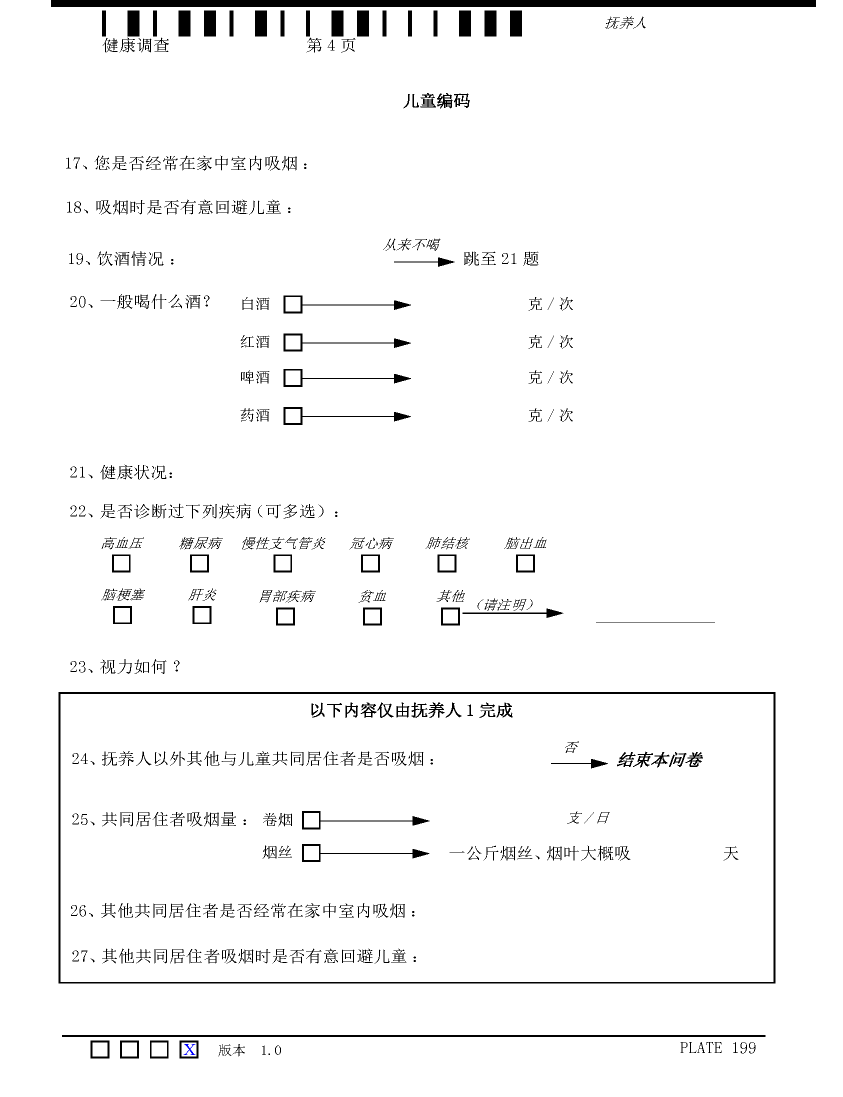 抚养人
健康调查 第 4 页
儿童编码
17、您是否经常在家中室内吸烟：
18、吸烟时是否有意回避儿童：
从来不喝
19、饮酒情况： 跳至 21 题
20、一般喝什么酒? 白酒 克 / 次
红酒 克 / 次
啤酒 克 / 次
药酒 克 / 次
21、健康状况:
22、是否诊断过下列疾病(可多选)：
高血压 糖尿病 慢性支气管炎 冠心病 肺结核 脑出血
脑梗塞 肝炎 胃部疾病 贫血 其他 （请注明）
23、视力如何？
以下内容仅由抚养人 1 完成
否
24、抚养人以外其他与儿童共同居住者是否吸烟： 结束本问卷
25、共同居住者吸烟量： 卷烟 支／日
烟丝 一公斤烟丝、烟叶大概吸 天
26、其他共同居住者是否经常在家中室内吸烟：
27、其他共同居住者吸烟时是否有意回避儿童：
X 版本 1.0 PLATE 199